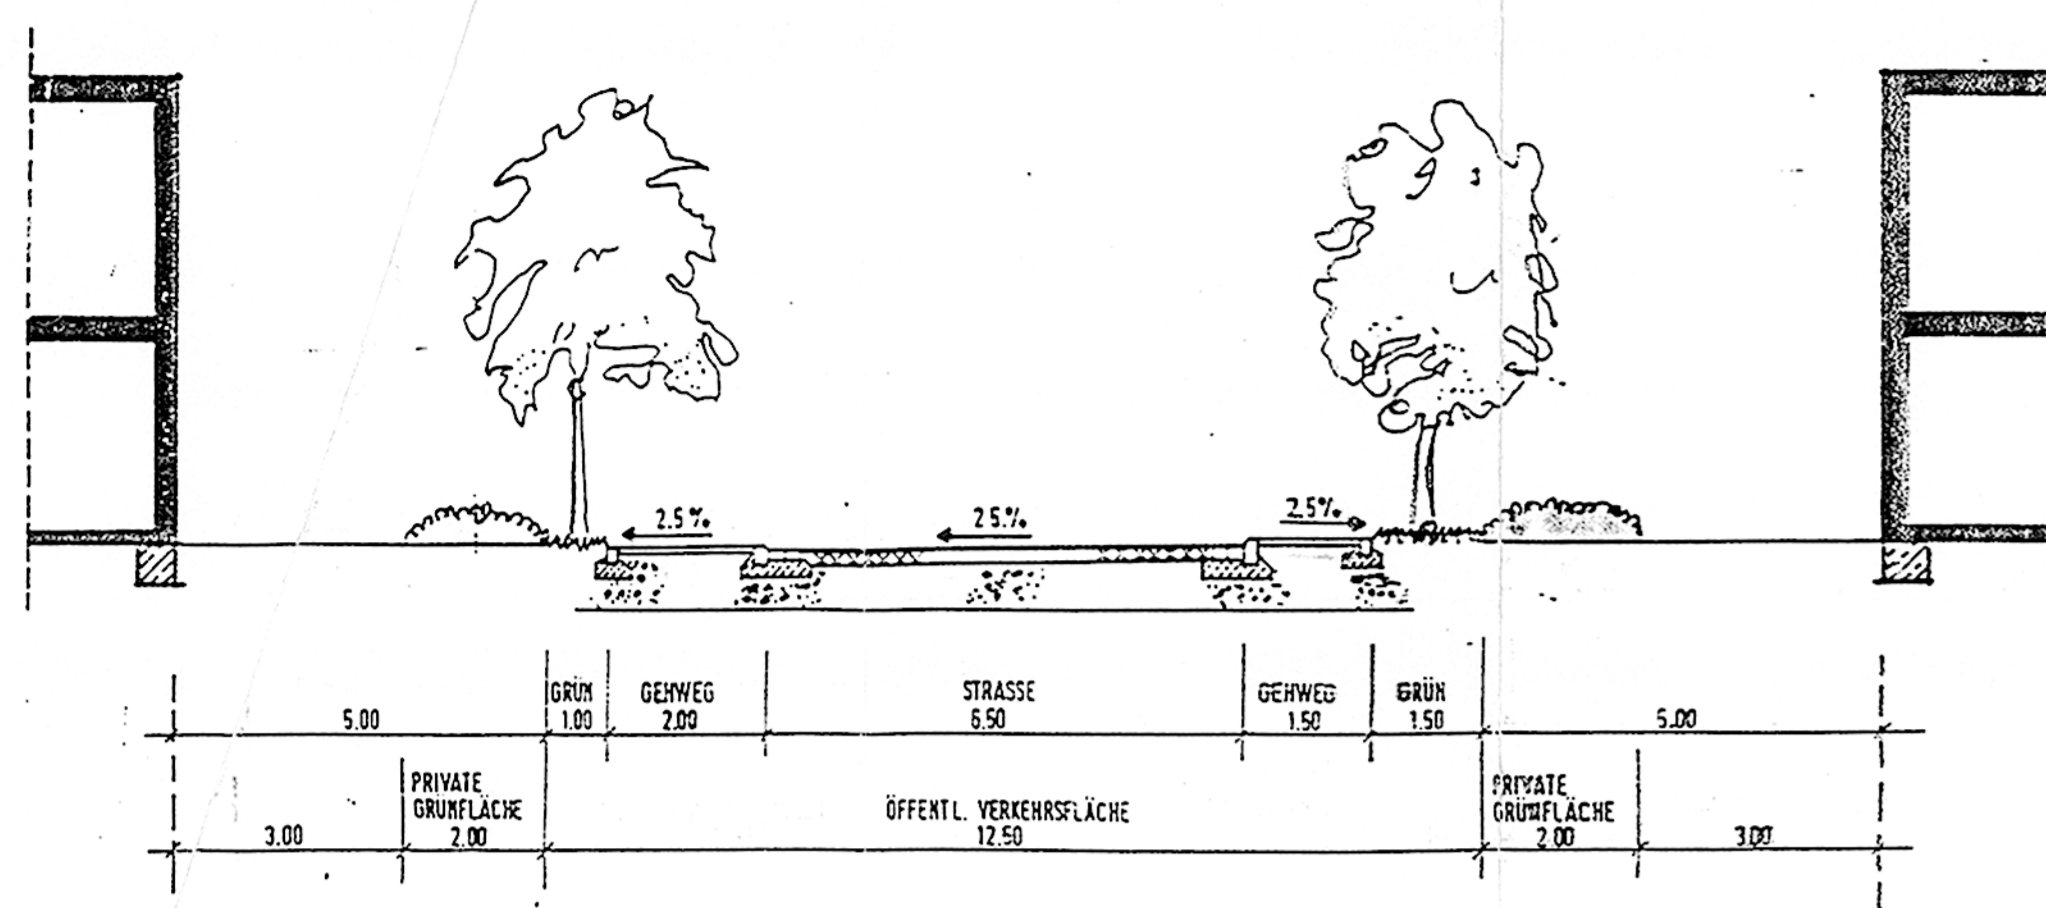 2.5%
2.5%
2.5%
GRÜN GEHWEG STRASSE GEHWEG GRÜN
5.00 1.00 2.00 6.50 1.50 1.50 5.00
PRIVATE GRÜNFLÄCHE 2.00
ÖFFENTL. VERKEHRSFLÄCHE
PRIVATE GRÜNFLÄCHE 2.00
3.00 12.50 3.00